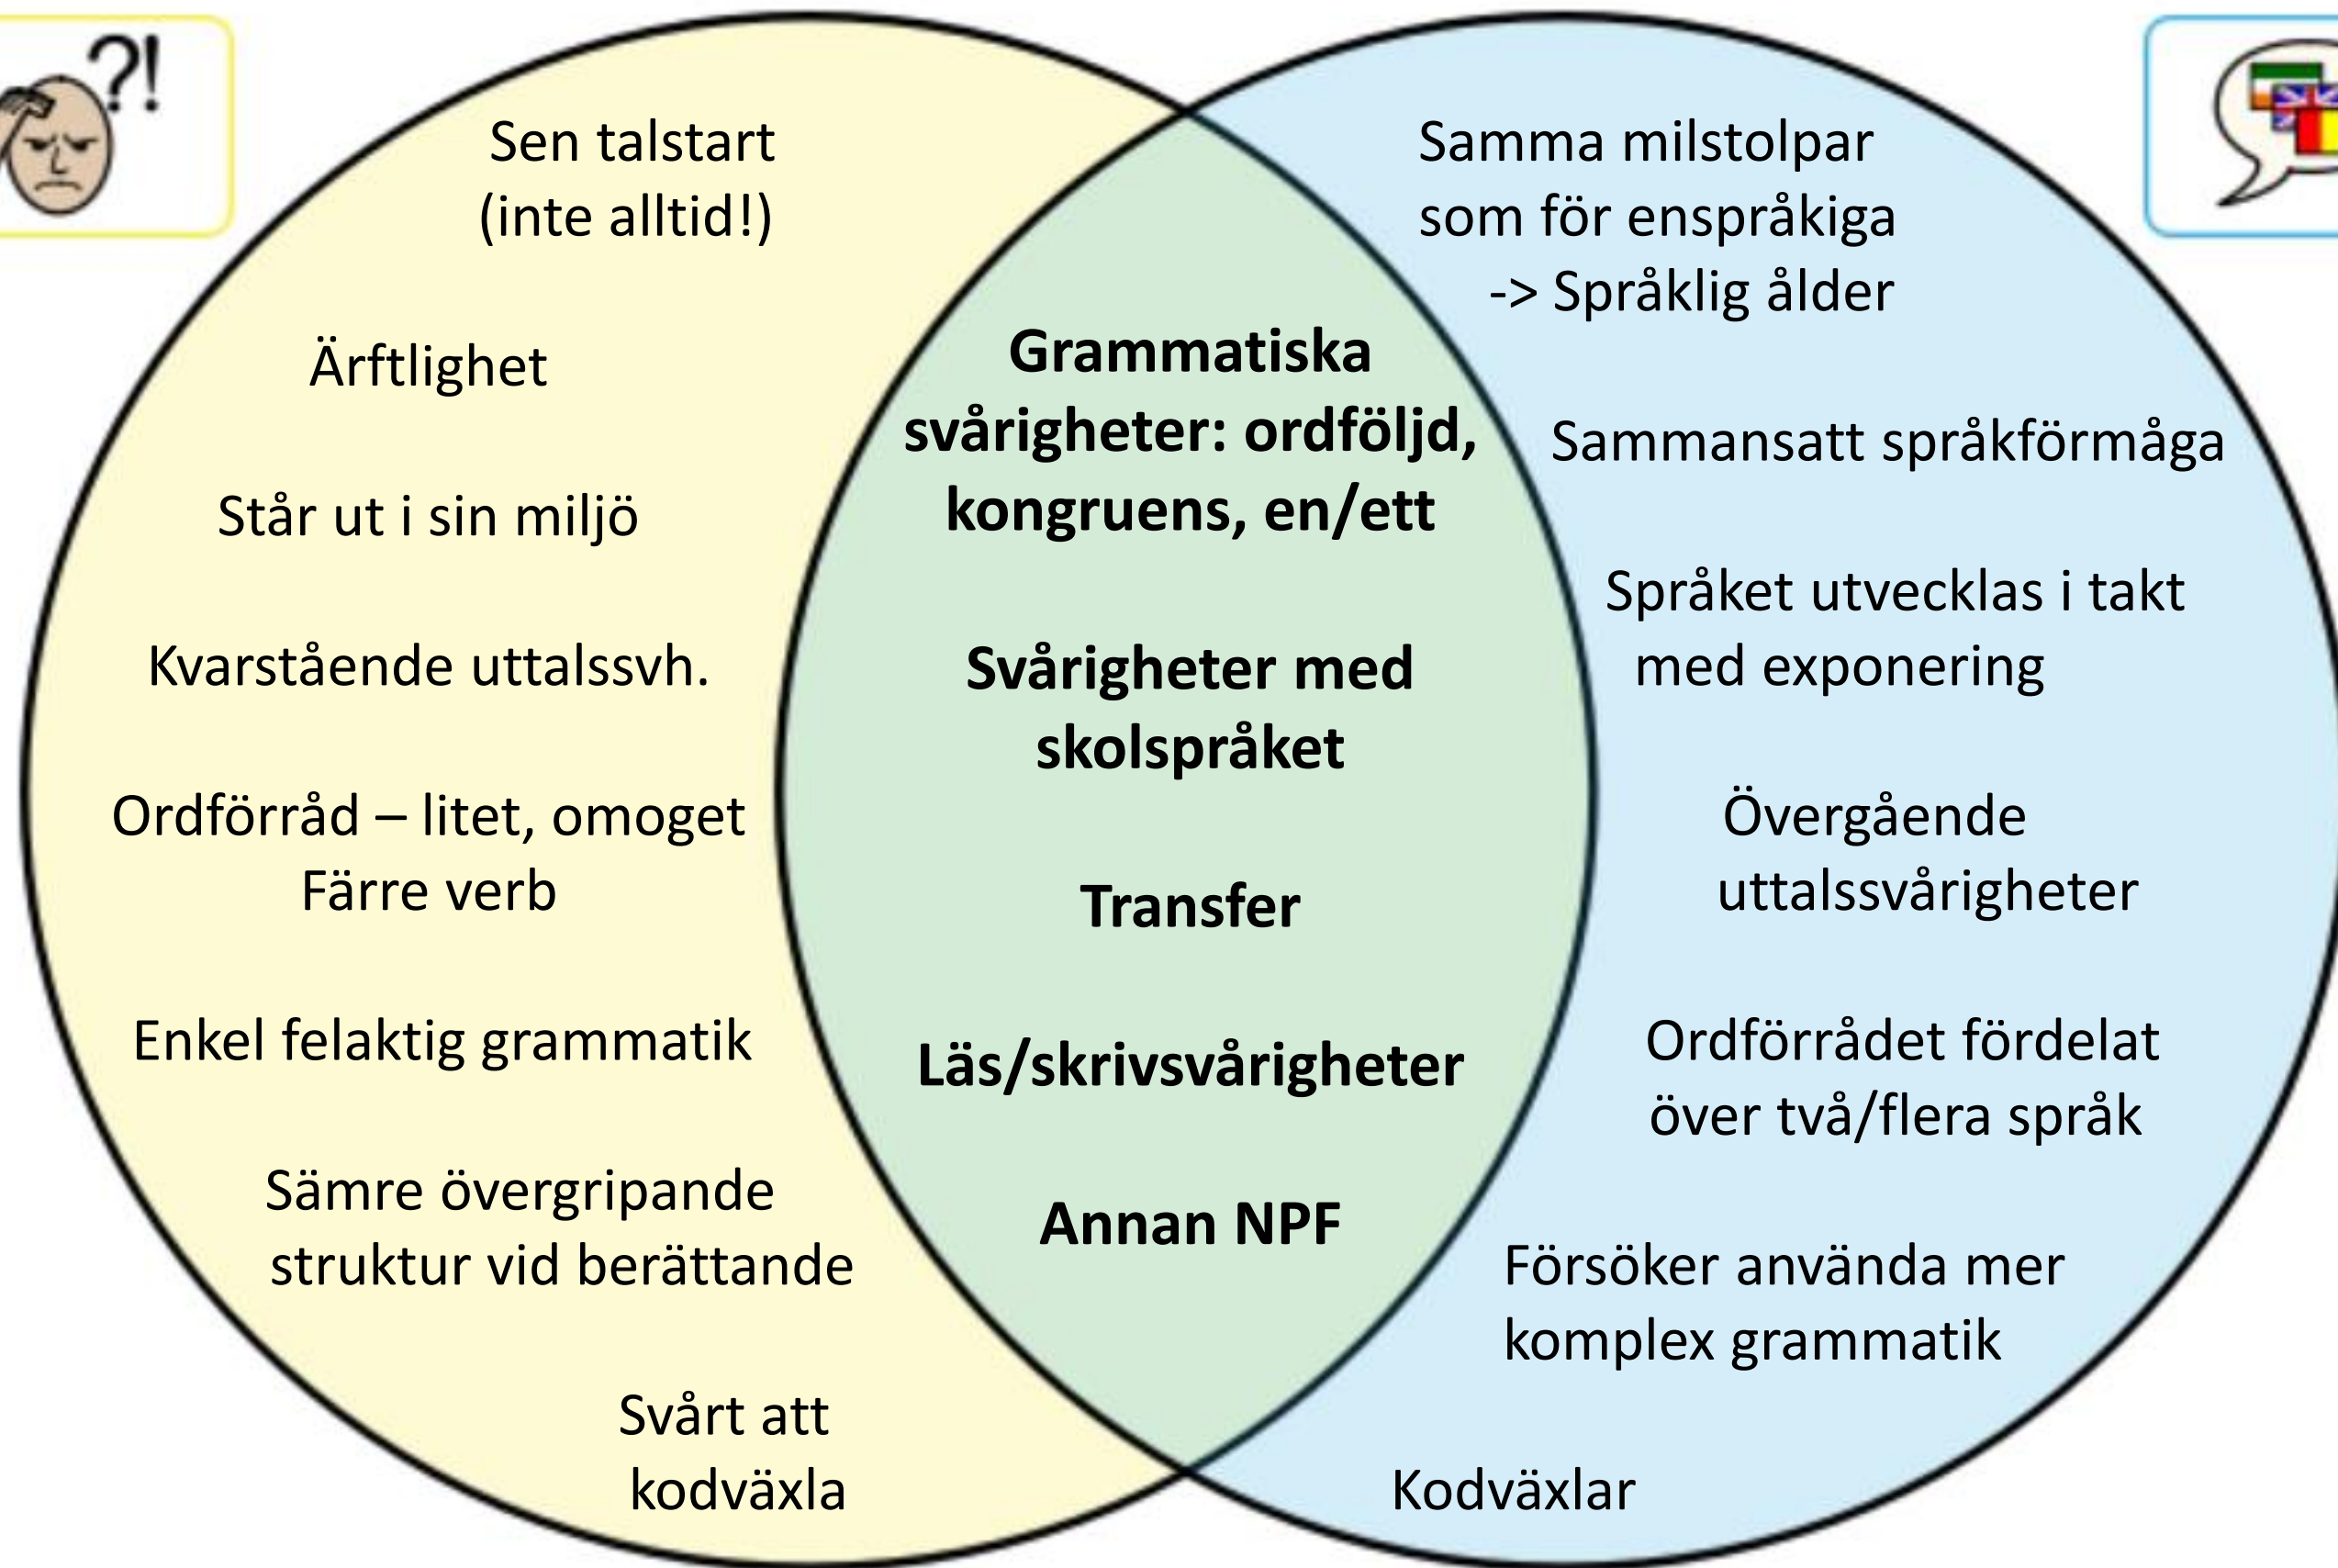 ?!
Sen talstart
(inte alltid!)
Ärftlighet
Står ut i sin miljö
Kvarstående uttalssvh.
Ordförråd – litet, omoget
Färre verb
Enkel felaktig grammatik
Sämre övergripande
struktur vid berättande
Svårt att
kodväxla
Grammatiska
svårigheter: ordföljd,
kongruens, en/ett
Svårigheter med
skolspråket
Transfer
Läs/skrivsvårigheter
Annan NPF
Samma milstolpar
som för enspråkiga
-> Språklig ålder
Sammansatt språkförmåga
Språket utvecklas i takt
med exponering
Övergående
uttalssvårigheter
Ordförrådet fördelat
över två/flera språk
Försöker använda mer
komplex grammatik
Kodväxlar